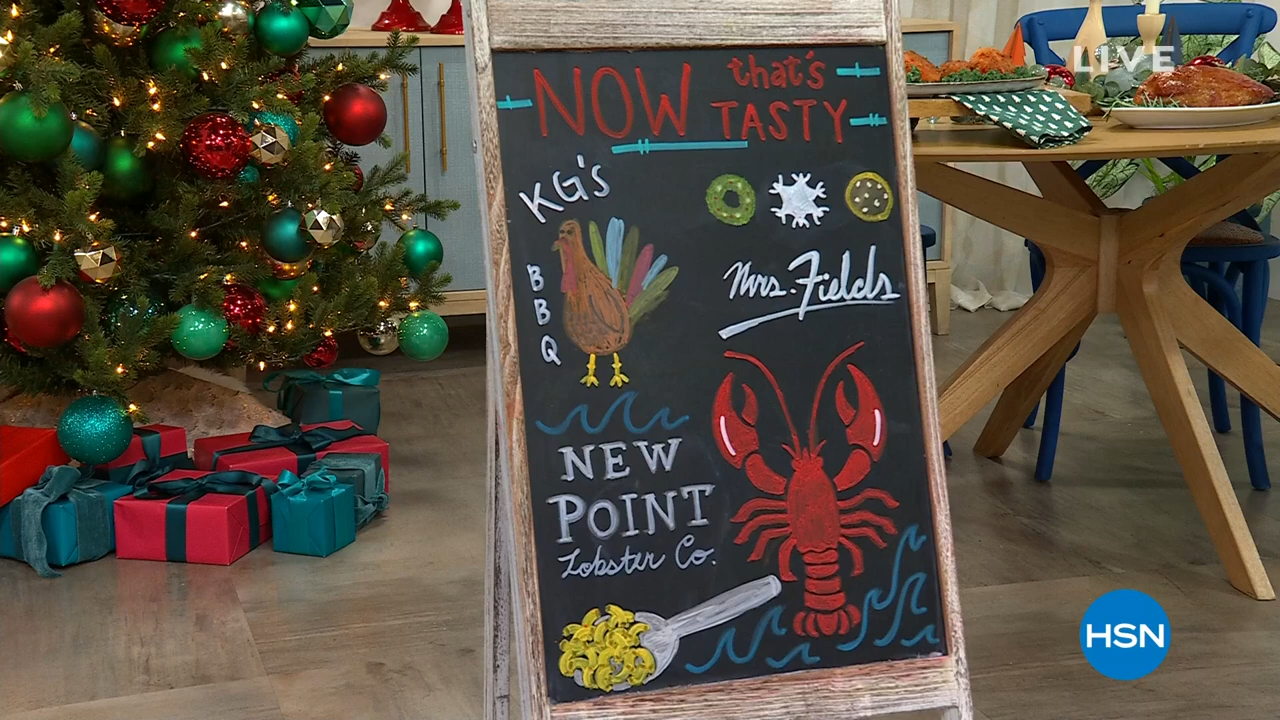 LIVE
NOW that's TASTY
KG's
BBQ
Mrs. Fields
NEW
POINT
Lobster Co.
HSN